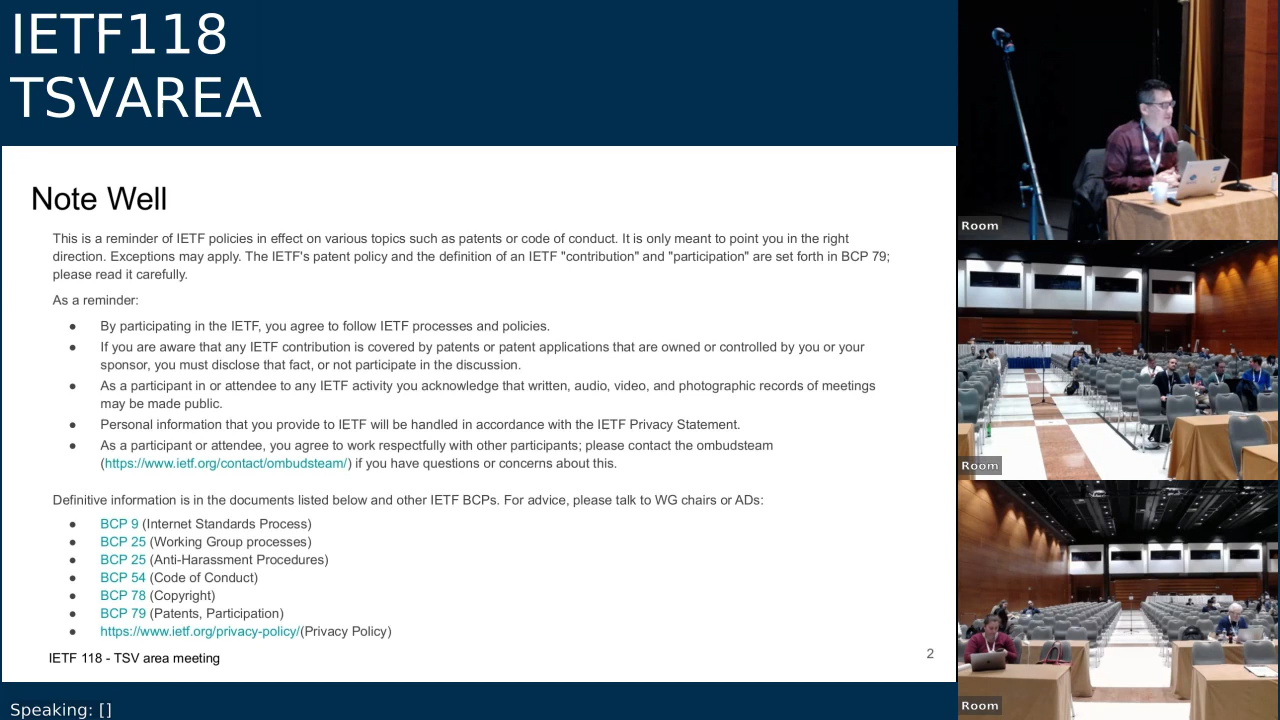 IETF118
TSVAREA
Note Well
This is a reminder of IETF policies in effect on various topics such as patents or code of conduct. It is only meant to point you in the right
direction. Exceptions may apply. The IETF's patent policy and the definition of an IETF "contribution" and "participation" are set forth in BCP 79;
please read it carefully.
As a reminder:
● By participating in the IETF, you agree to follow IETF processes and policies.
● If you are aware that any IETF contribution is covered by patents or patent applications that are owned or controlled by you or your
sponsor, you must disclose that fact, or not participate in the discussion.
● As a participant in or attendee to any IETF activity you acknowledge that written, audio, video, and photographic records of meetings
may be made public.
● Personal information that you provide to IETF will be handled in accordance with the IETF Privacy Statement.
● As a participant or attendee, you agree to work respectfully with other participants; please contact the ombudsteam
(https://www.ietf.org/contact/ombudsteam/) if you have questions or concerns about this.
Definitive information is in the documents listed below and other IETF BCPs. For advice, please talk to WG chairs or ADs:
● BCP 9 (Internet Standards Process)
● BCP 25 (Working Group processes)
● BCP 25 (Anti-Harassment Procedures)
● BCP 54 (Code of Conduct)
● BCP 78 (Copyright)
● BCP 79 (Patents, Participation)
● https://www.ietf.org/privacy-policy/(Privacy Policy)
IETF 118 - TSV area meeting
2
Speaking: []
Room
Room
Room